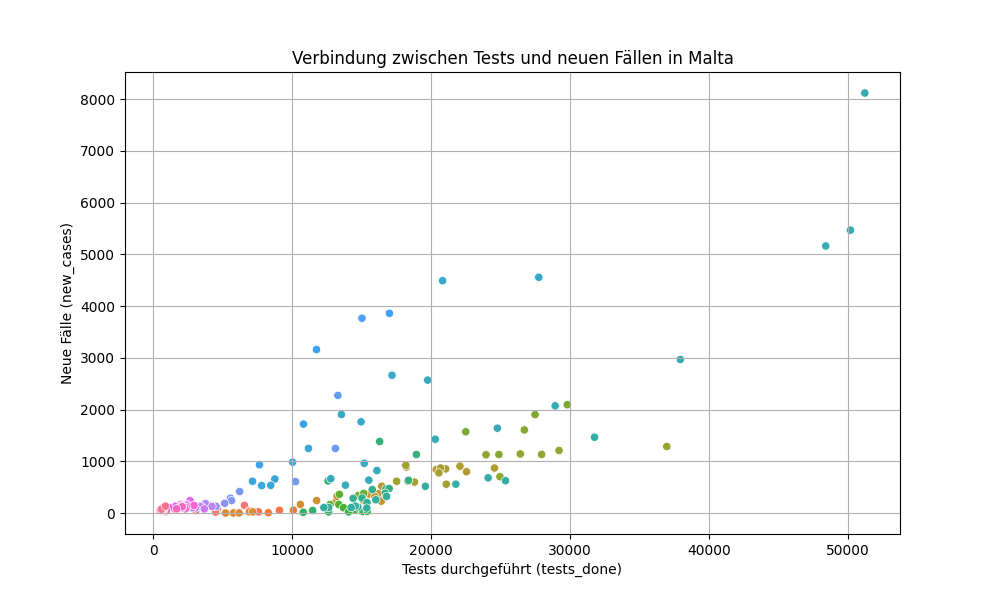 Verbindung zwischen Tests und neuen Fällen in Malta
8000
7000
6000
5000
4000
3000
2000
1000
0
Neue Fälle (new_cases)
0 10000 20000 30000 40000 50000
Tests durchgeführt (tests_done)